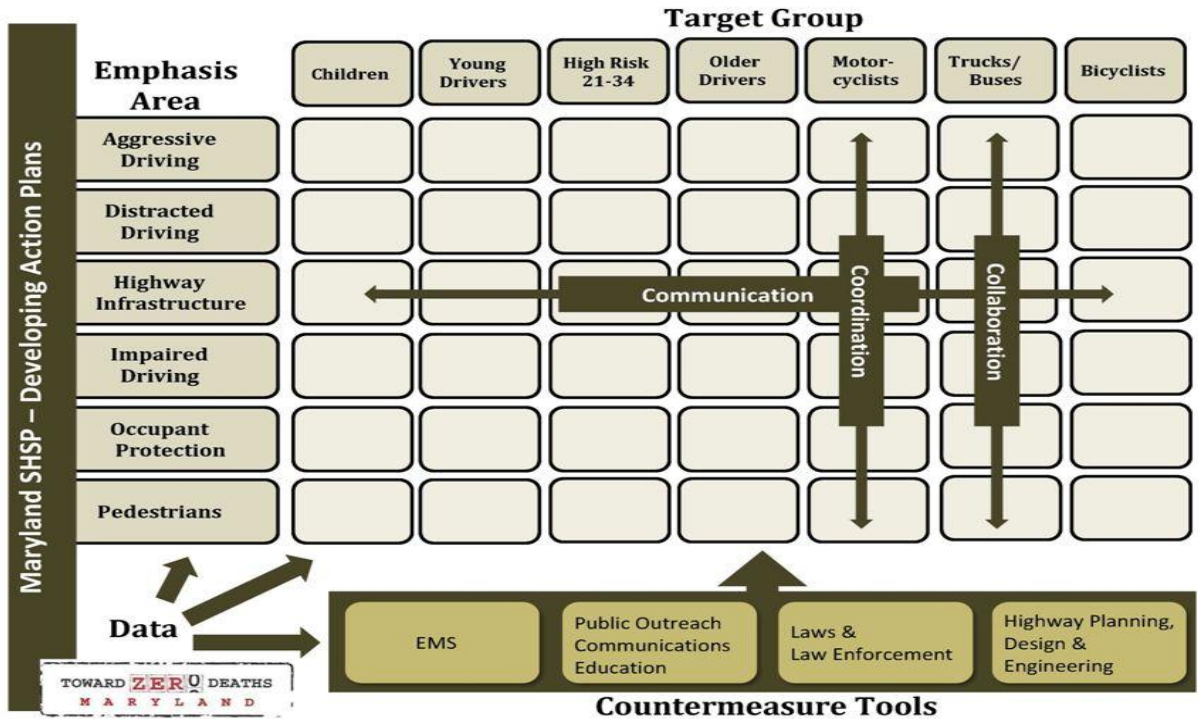 Target Group
Emphasis
Area
Children
Young
Drivers
High Risk
21-34
Older
Drivers
Motor-
cyclists
Trucks/
Buses
Bicyclists
Maryland SHSP – Developing Action Plans
Aggressive
Driving
Distracted
Driving
Highway
Infrastructure
Impaired
Driving
Occupant
Protection
Pedestrians
Communication
Coordination
Collaboration
Data
EMS
Public Outreach
Communications
Education
Laws &
Law Enforcement
Highway Planning,
Design &
Engineering
Countermeasure Tools
TOWARD ZERO DEATHS
MARYLAND